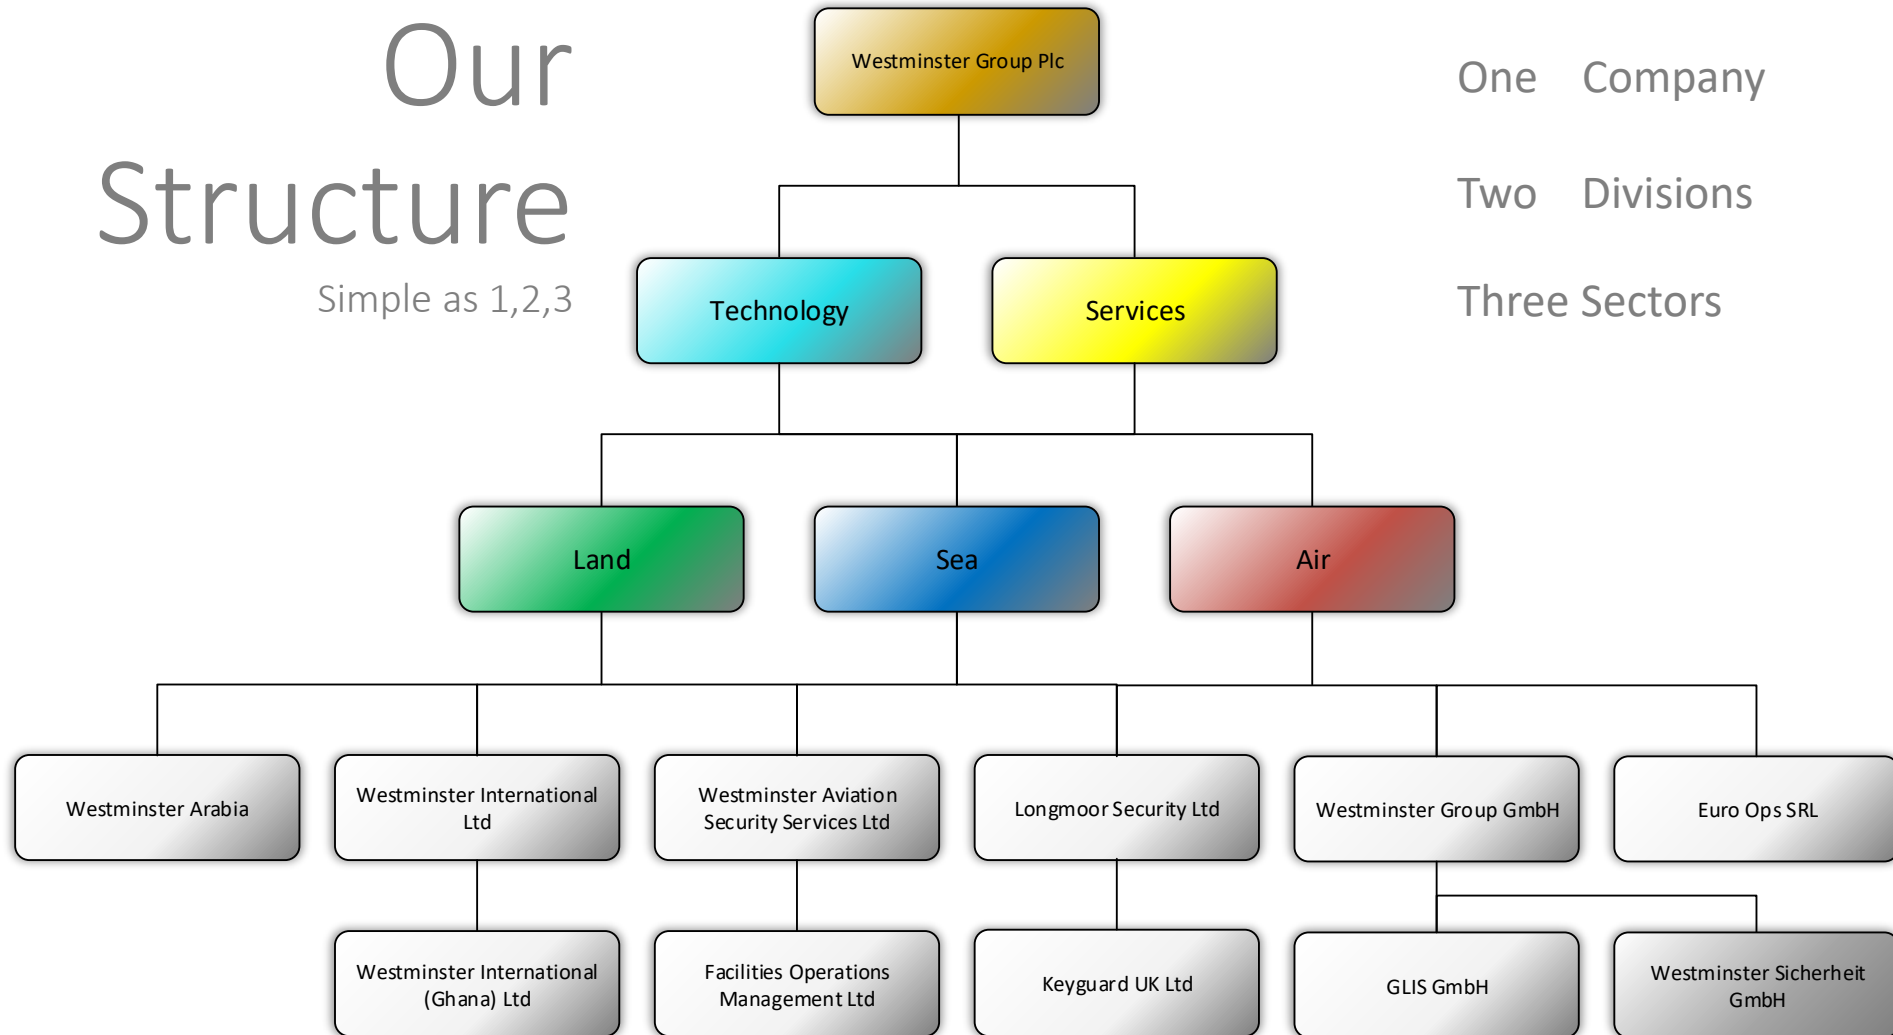 Our
Structure
Simple as 1,2,3
One Company
Two Divisions
Three Sectors
Westminster Group Plc
Technology
Services
Land
Sea
Air
Westminster Arabia
Westminster International
Ltd
Westminster Aviation
Security Services Ltd
Longmoor Security Ltd
Westminster Group GmbH
Euro Ops SRL
Westminster International
(Ghana) Ltd
Facilities Operations
Management Ltd
Keyguard UK Ltd
GLIS GmbH
Westminster Sicherheit
GmbH